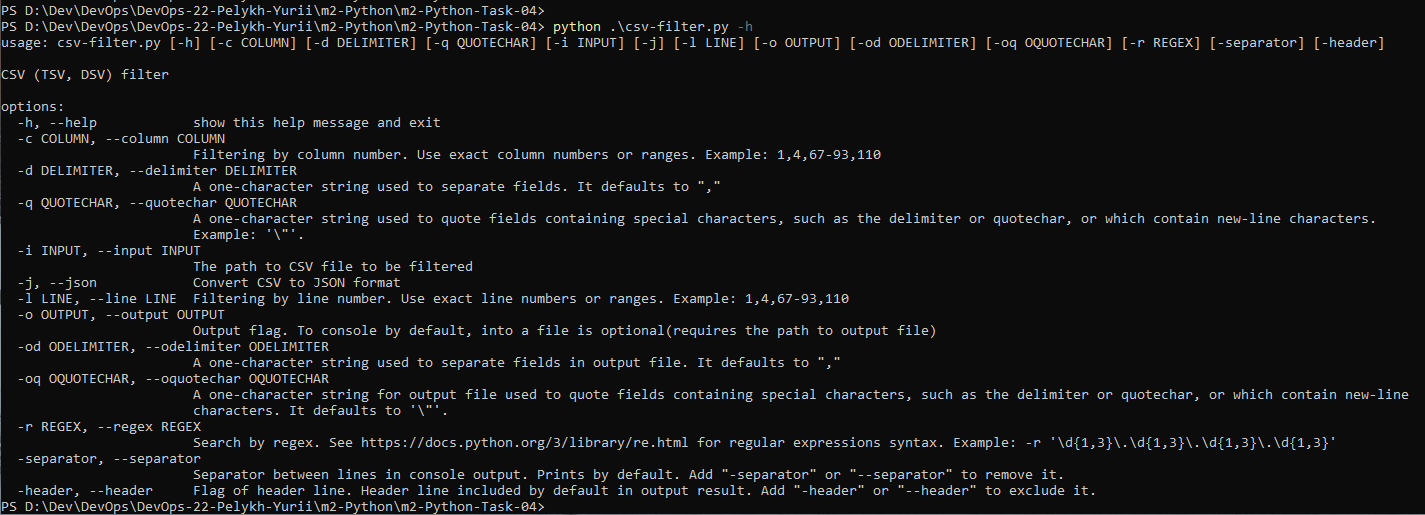 PS D:\Dev\DevOps\DevOps-22-Pelykh-Yurii\m2-Python\m2-Python-Task-04>
PS D:\Dev\DevOps\DevOps-22-Pelykh-Yurii\m2-Python\m2-Python-Task-04> python .\csv-filter.py -h
usage: csv-filter.py [-h] [-c COLUMN] [-d DELIMITER] [-q QUOTECHAR] [-i INPUT] [-j] [-l LINE] [-o OUTPUT] [-od ODELIMITER] [-oq OQUOTECHAR] [-r REGEX] [-separator] [-header]

CSV (TSV, DSV) filter

options:
  -h, --help            show this help message and exit
  -c COLUMN, --column COLUMN
                        Filtering by column number. Use exact column numbers or ranges. Example: 1,4,67-93,110
  -d DELIMITER, --delimiter DELIMITER
                        A one-character string used to separate fields. It defaults to ","
  -q QUOTECHAR, --quotechar QUOTECHAR
                        A one-character string used to quote fields containing special characters, such as the delimiter or quotechar, or which contain new-line characters.
                        Example: '\"'.
  -i INPUT, --input INPUT
                        The path to CSV file to be filtered
  -j, --json            Convert CSV to JSON format
  -l LINE, --line LINE  Filtering by line number. Use exact line numbers or ranges. Example: 1,4,67-93,110
  -o OUTPUT, --output OUTPUT
                        Output flag. To console by default, into a file is optional(requires the path to output file)
  -od ODELIMITER, --odelimiter ODELIMITER
                        A one-character string used to separate fields in output file. It defaults to ","
  -oq OQUOTECHAR, --oquotechar OQUOTECHAR
                        A one-character string for output file used to quote fields containing special characters, such as the delimiter or quotechar, or which contain new-line
                        characters. It defaults to '\"'.
  -r REGEX, --regex REGEX
                        Search by regex. See https://docs.python.org/3/library/re.html for regular expressions syntax. Example: -r '\d{1,3}\.\d{1,3}\.\d{1,3}\.\d{1,3}'
  -separator, --separator
                        Separator between lines in console output. Prints by default. Add "-separator" or "--separator" to remove it.
  -header, --header     Flag of header line. Header line included by default in output result. Add "-header" or "--header" to exclude it.
PS D:\Dev\DevOps\DevOps-22-Pelykh-Yurii\m2-Python\m2-Python-Task-04>